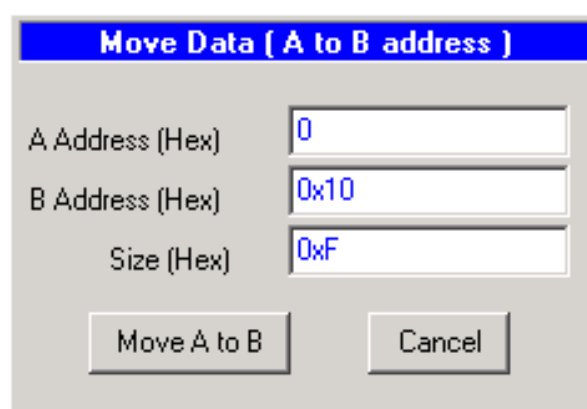 Move Data ( A to B address )
A Address (Hex) 0
B Address (Hex) 0x10
Size (Hex) 0xF
Move A to B Cancel